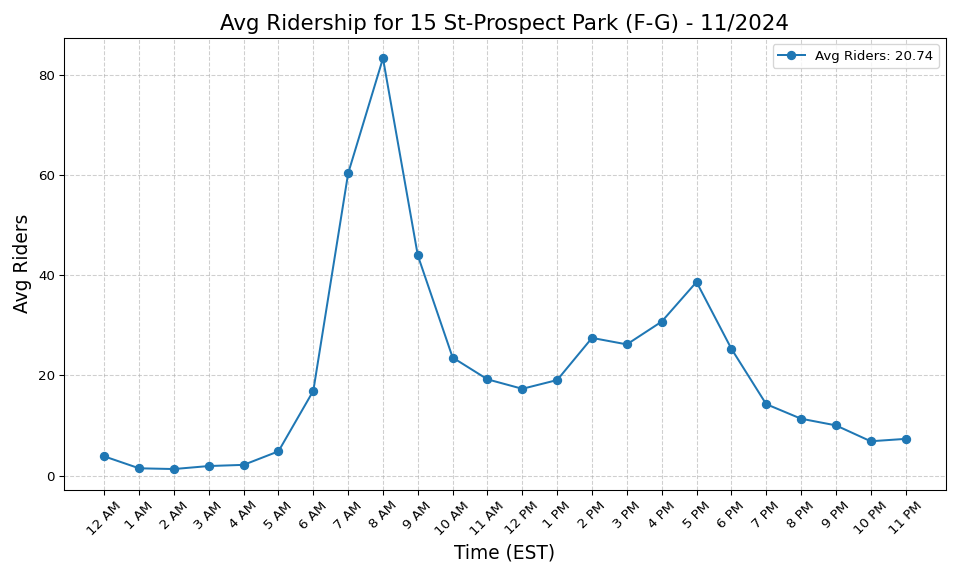 Avg Ridership for 15 St-Prospect Park (F-G) - 11/2024
Avg Riders: 20.74
Avg Riders
80
60
40
20
0
12 AM
1 AM
2 AM
3 AM
4 AM
5 AM
6 AM
7 AM
8 AM
9 AM
10 AM
11 AM
12 PM
1 PM
2 PM
3 PM
4 PM
5 PM
6 PM
7 PM
8 PM
9 PM
10 PM
11 PM
Time (EST)